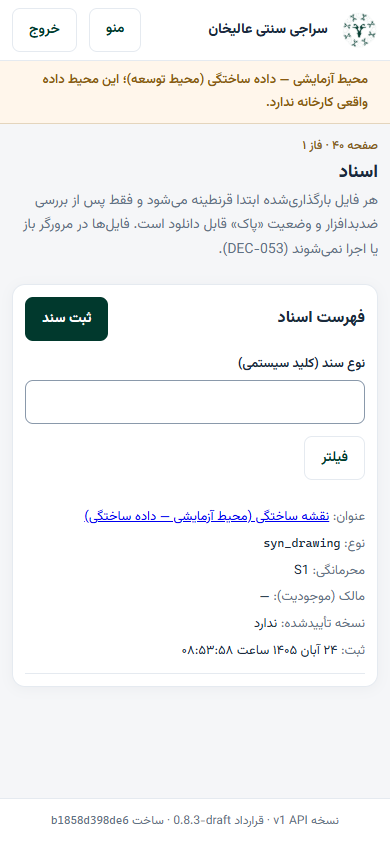 سراجی سنتی عالیخان
منو
خروج
محیط آزمایشی — داده ساختگی (محیط توسعه)؛ این محیط داده
واقعی کارخانه ندارد.
صفحه ۴۰ · فاز ۱
اسناد
هر فایل بارگذاری‌شده ابتدا قرنطینه می‌شود و فقط پس از بررسی
ضدبدافزار و وضعیت «پاک» قابل دانلود است. فایل‌ها در مرورگر باز
یا اجرا نمی‌شوند (DEC-053).
فهرست اسناد
ثبت سند
نوع سند (کلید سیستمی)
فیلتر
عنوان: نقشه ساختگی (محیط آزمایشی — داده ساختگی)
نوع: syn_drawing
محرمانگی: S1
مالک (موجودیت): —
نسخه تأییدشده: ندارد
ثبت: ۲۴ آبان ۱۴۰۵ ساعت ۰۸:۵۳:۵۸
نسخه v1 API · قرارداد 0.8.3-draft · ساخت b1858d398de6